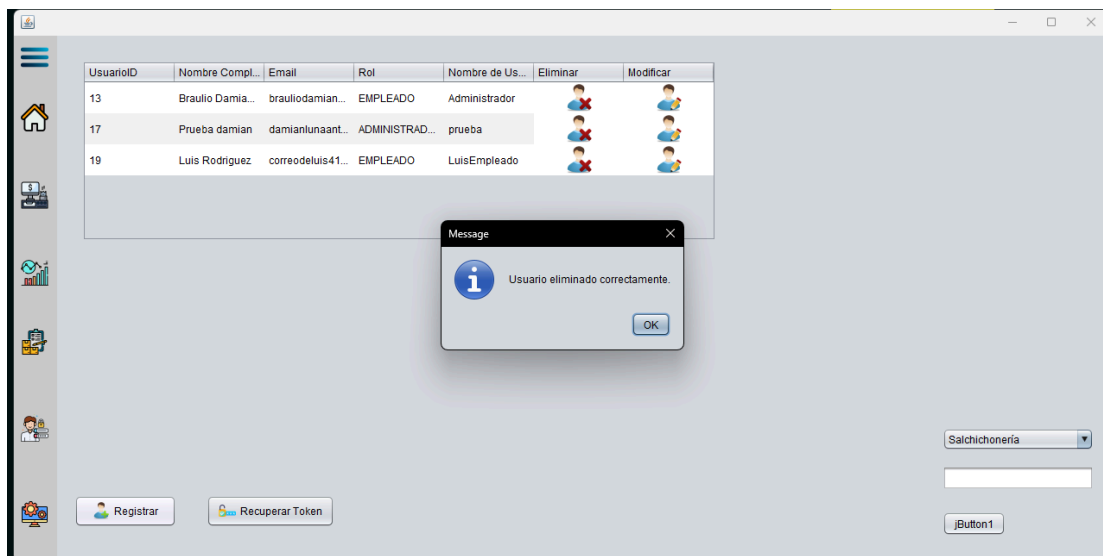 UsuarioID Nombre Compl... Email Rol Nombre de Us... Eliminar Modificar
13 Braulio Damia... brauliodamian... EMPLEADO Administrador
17 Prueba damian damianlunaant... ADMINISTRAD... prueba
19 Luis Rodriguez correodeluis41... EMPLEADO LuisEmpleado
Message
Usuario eliminado correctamente.
OK
Salchichonería
Registrar Recuperar Token
jButton1